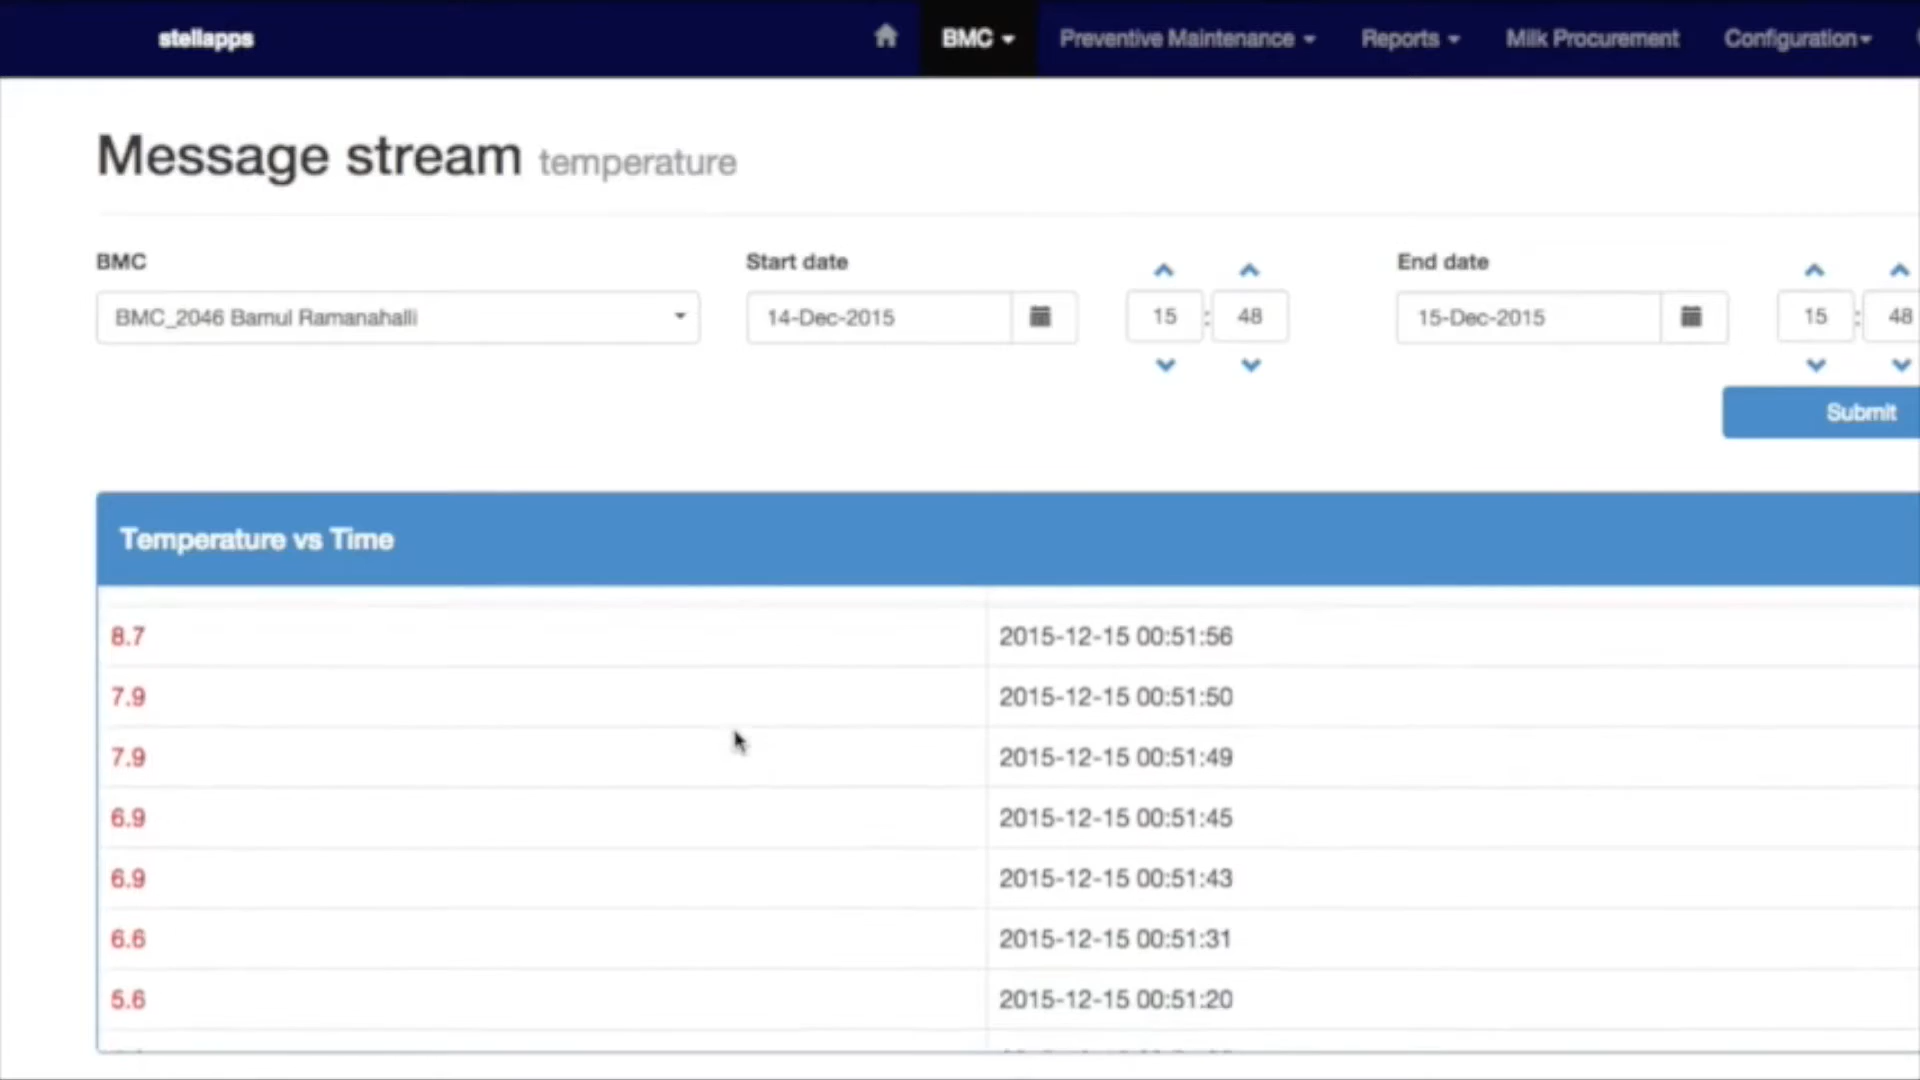 stellapps BMC Preventive Maintenance Reports Milk Procurement Configuration
Message stream temperature
BMC Start date End date
BMC_2046 Bamul Ramanahalli 14-Dec-2015 15 : 48 15-Dec-2015 15 : 48
Submit
Temperature vs Time
8.7 2015-12-15 00:51:56
7.9 2015-12-15 00:51:50
7.9 2015-12-15 00:51:49
6.9 2015-12-15 00:51:45
6.9 2015-12-15 00:51:43
6.6 2015-12-15 00:51:31
5.6 2015-12-15 00:51:20